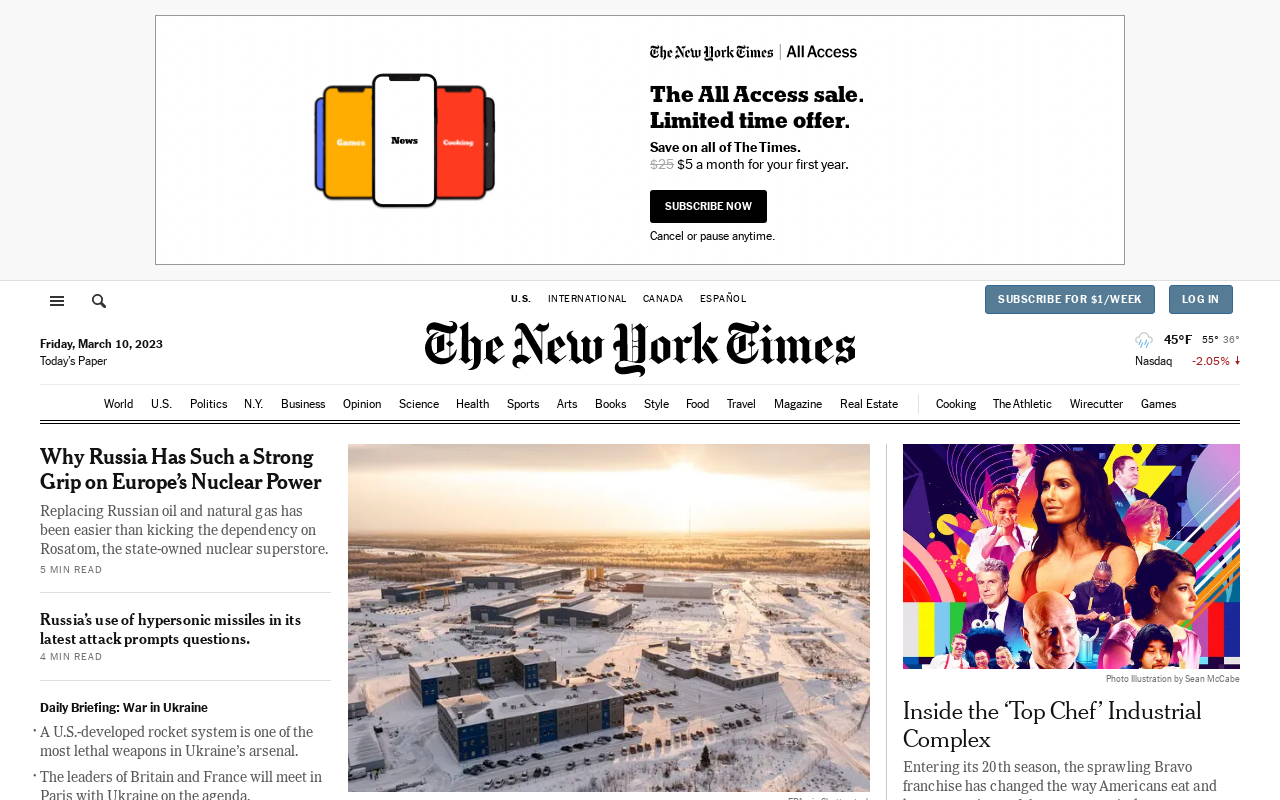 The New York Times | All Access
The All Access sale.
Limited time offer.
Save on all of The Times.
$25 $5 a month for your first year.
SUBSCRIBE NOW
Cancel or pause anytime.
Games
News
Cooking
U.S. INTERNATIONAL CANADA ESPAÑOL
SUBSCRIBE FOR $1/WEEK LOG IN
The New York Times
Friday, March 10, 2023
Today's Paper
45°F 55° 36°
Nasdaq -2.05%
World U.S. Politics N.Y. Business Opinion Science Health Sports Arts Books Style Food Travel Magazine Real Estate Cooking The Athletic Wirecutter Games
Why Russia Has Such a Strong
Grip on Europe's Nuclear Power
Replacing Russian oil and natural gas has
been easier than kicking the dependency on
Rosatom, the state-owned nuclear superstore.
5 MIN READ
Russia's use of hypersonic missiles in its
latest attack prompts questions.
4 MIN READ
Daily Briefing: War in Ukraine
A U.S.-developed rocket system is one of the
most lethal weapons in Ukraine's arsenal.
The leaders of Britain and France will meet in
Paris with Ukraine on the agenda.
Photo Illustration by Sean McCabe
Inside the ‘Top Chef’ Industrial
Complex
Entering its 20th season, the sprawling Bravo
franchise has changed the way Americans eat and